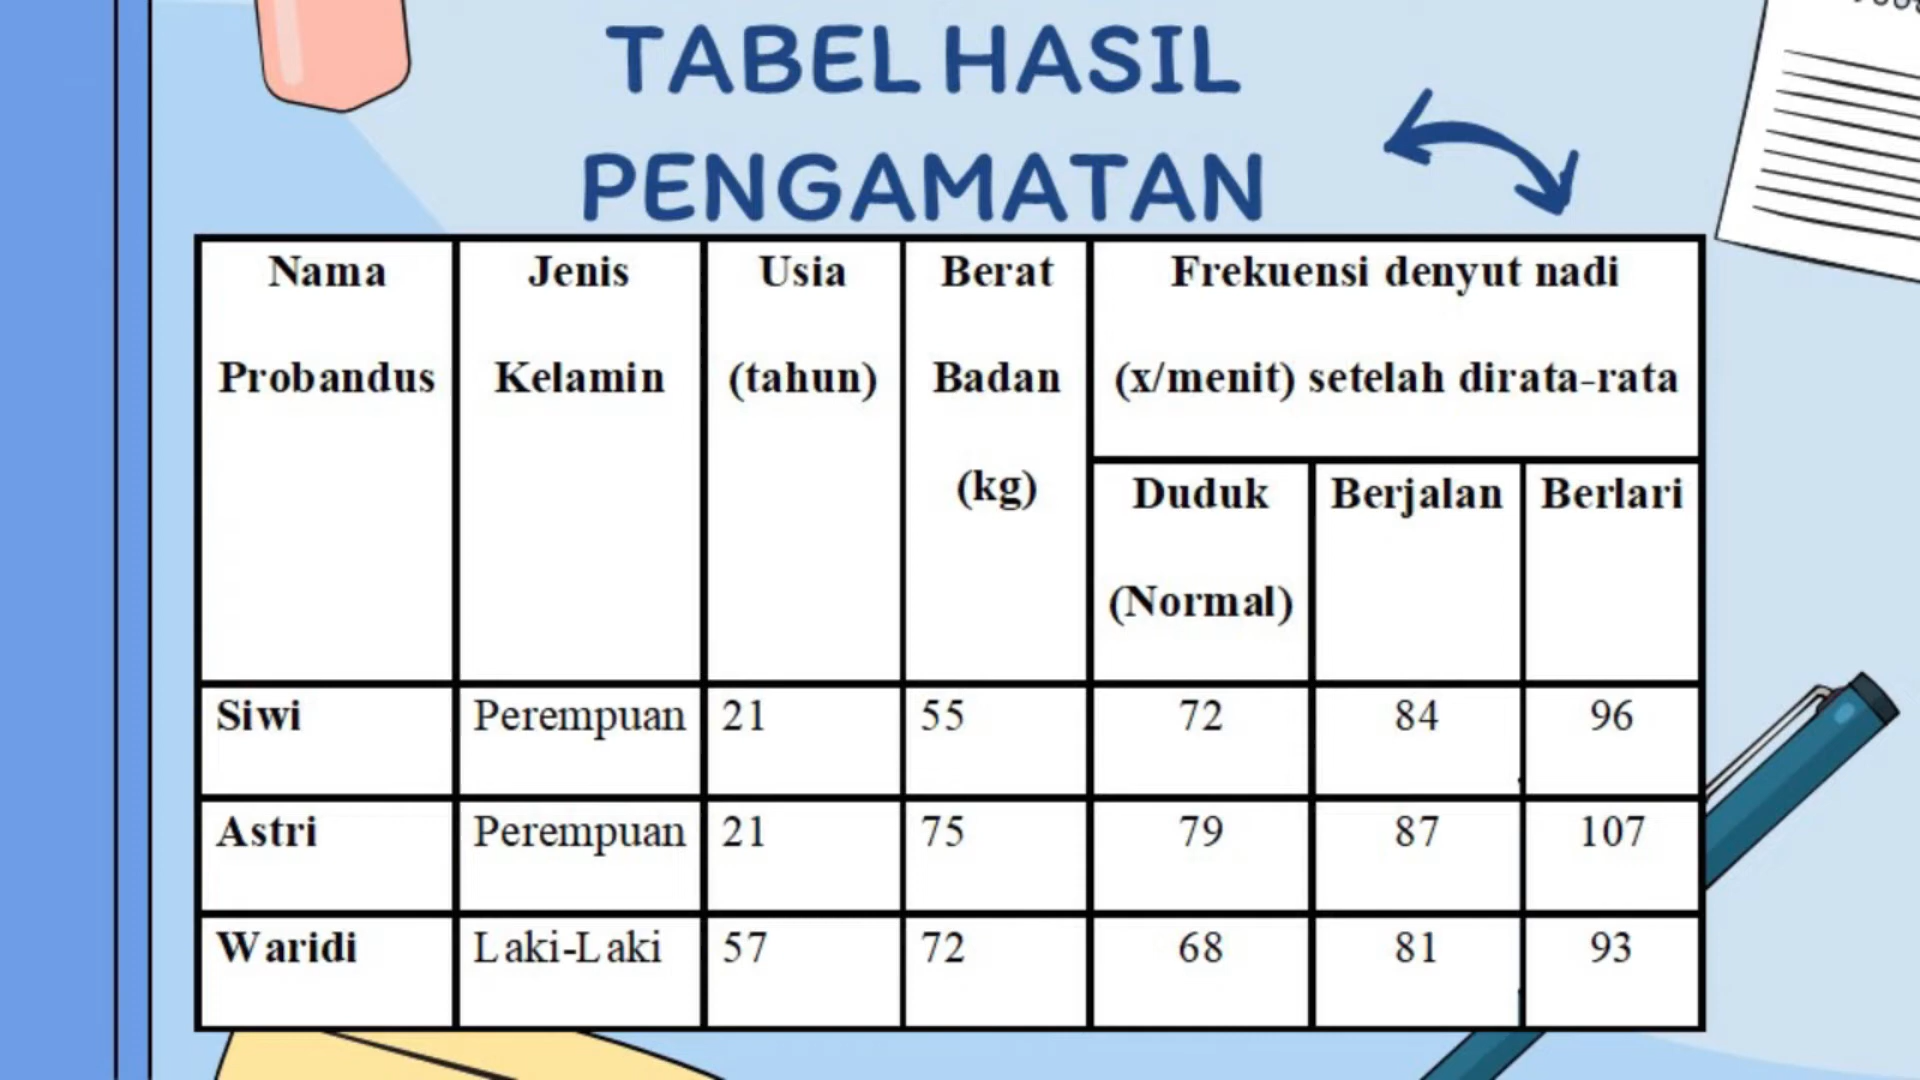 TABEL HASIL
PENGAMATAN
Nama Probandus
Jenis Kelamin
Usia (tahun)
Berat Badan (kg)
Frekuensi denyut nadi
(x/menit) setelah dirata-rata
Duduk (Normal)
Berjalan
Berlari
Siwi Perempuan 21 55 72 84 96
Astri Perempuan 21 75 79 87 107
Waridi Laki-Laki 57 72 68 81 93